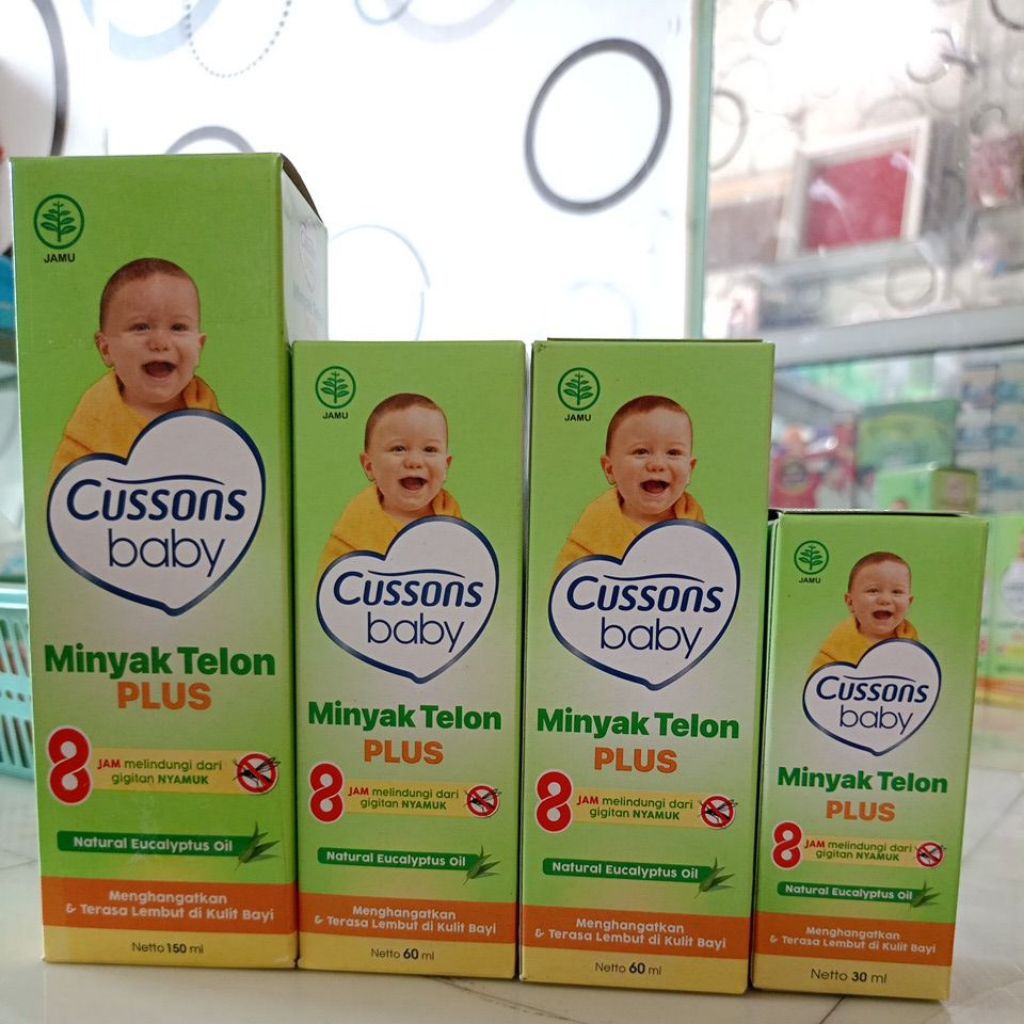 JAMU
Cussons
baby
Minyak Telon
PLUS
8 JAM melindungi dari
gigitan NYAMUK
Natural Eucalyptus Oil
Menghangatkan
& Terasa Lembut di Kulit Bayi
Netto 150 ml
JAMU
Cussons
baby
Minyak Telon
PLUS
8 JAM melindungi dari
gigitan NYAMUK
Natural Eucalyptus Oil
Menghangatkan
& Terasa Lembut di Kulit Bayi
Netto 60 ml
JAMU
Cussons
baby
Minyak Telon
PLUS
8 JAM melindungi dari
gigitan NYAMUK
Natural Eucalyptus Oil
Menghangatkan
& Terasa Lembut di Kulit Bayi
Netto 60 ml
JAMU
Cussons
baby
Minyak Telon
PLUS
8 JAM melindungi dari
gigitan NYAMUK
Natural Eucalyptus Oil
Menghangatkan
& Terasa Lembut di Kulit Bayi
Netto 30 ml